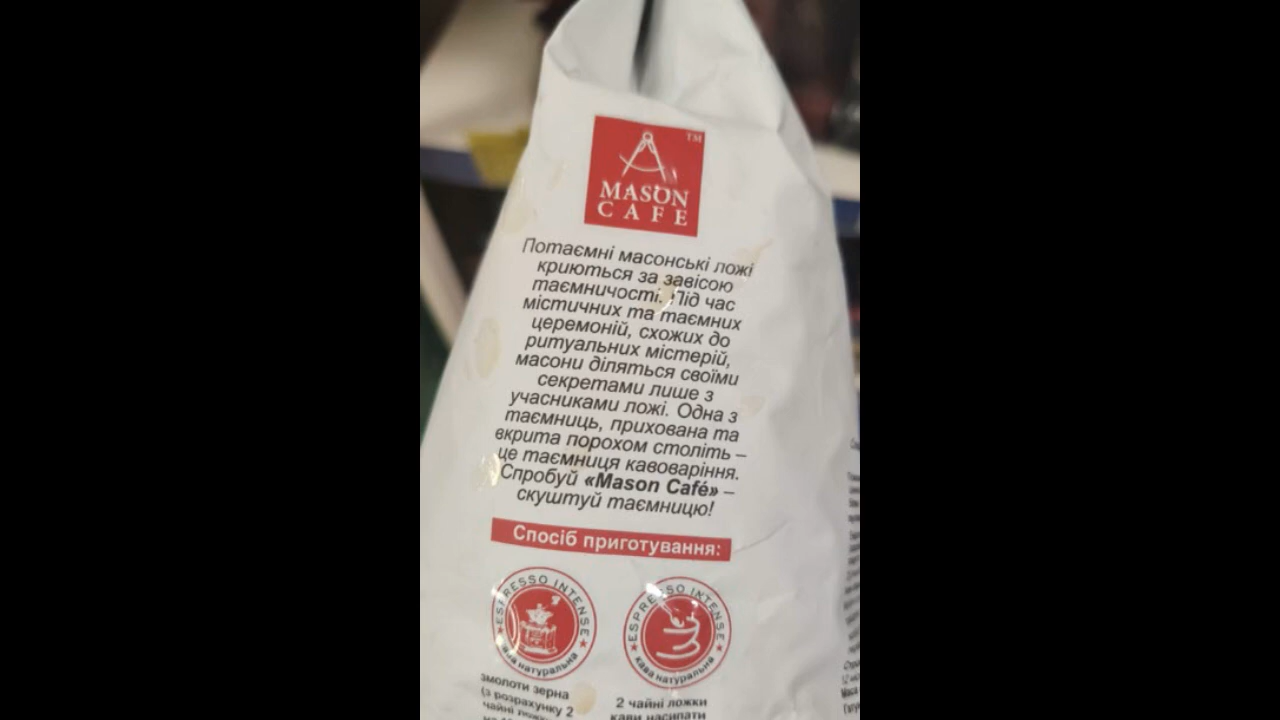 TM
MASON
CAFE
Потаємні масонські ложі
криються за завісою
таємничості. Під час
містичних та таємних
церемоній, схожих до
ритуальних містерій,
масони діляться своїми
секретами лише з
учасниками ложі. Одна з
таємниць, прихована та
вкрита порохом століть –
це таємниця кавоваріння.
Спробуй «Mason Café» –
скуштуй таємницю!
Спосіб приготування:
ESPRESSO INTENSE
кава натуральна
змолоти зерна
(з розрахунку 2
чайні ложки
ESPRESSO INTENSE
кава натуральна
2 чайні ложки
кави насипати